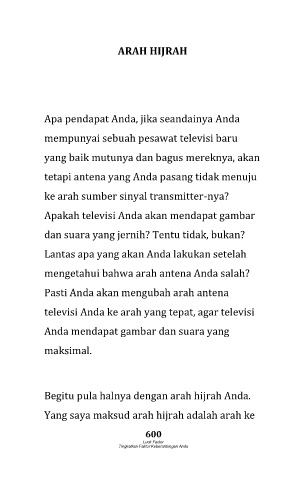 ARAH HIJRAH
Apa pendapat Anda, jika seandainya Anda
mempunyai sebuah pesawat televisi baru
yang baik mutunya dan bagus mereknya, akan
tetapi antena yang Anda pasang tidak menuju
ke arah sumber sinyal transmitter-nya?
Apakah televisi Anda akan mendapat gambar
dan suara yang jernih? Tentu tidak, bukan?
Lantas apa yang akan Anda lakukan setelah
mengetahui bahwa arah antena Anda salah?
Pasti Anda akan mengubah arah antena
televisi Anda ke arah yang tepat, agar televisi
Anda mendapat gambar dan suara yang
maksimal.
Begitu pula halnya dengan arah hijrah Anda.
Yang saya maksud arah hijrah adalah arah ke
600
Luck Factor
Tingkatkan Faktor Keberuntungan Anda